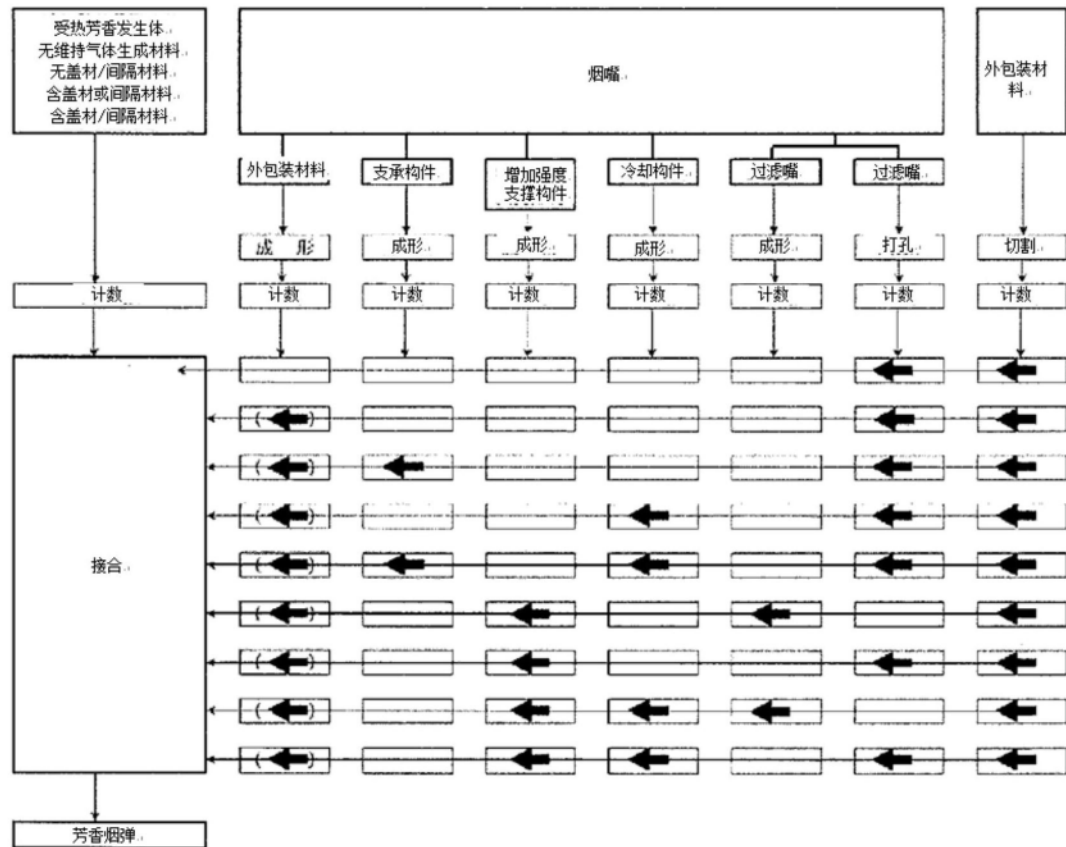 受热芳香发生体
无维持气体生成材料
无盖材/间隔材料
含盖材或间隔材料
含盖材/间隔材料
烟嘴
外包装材
料
外包装材料
支承构件
增加强度
支撑构件
冷却构件
过滤嘴
过滤嘴
成 形
成形
成形
成形
成形
打孔
切割
计数
计数
计数
计数
计数
计数
计数
计数
( )
( )
( )
( )
接合
( )
( )
( )
( )
( )
芳香烟弹